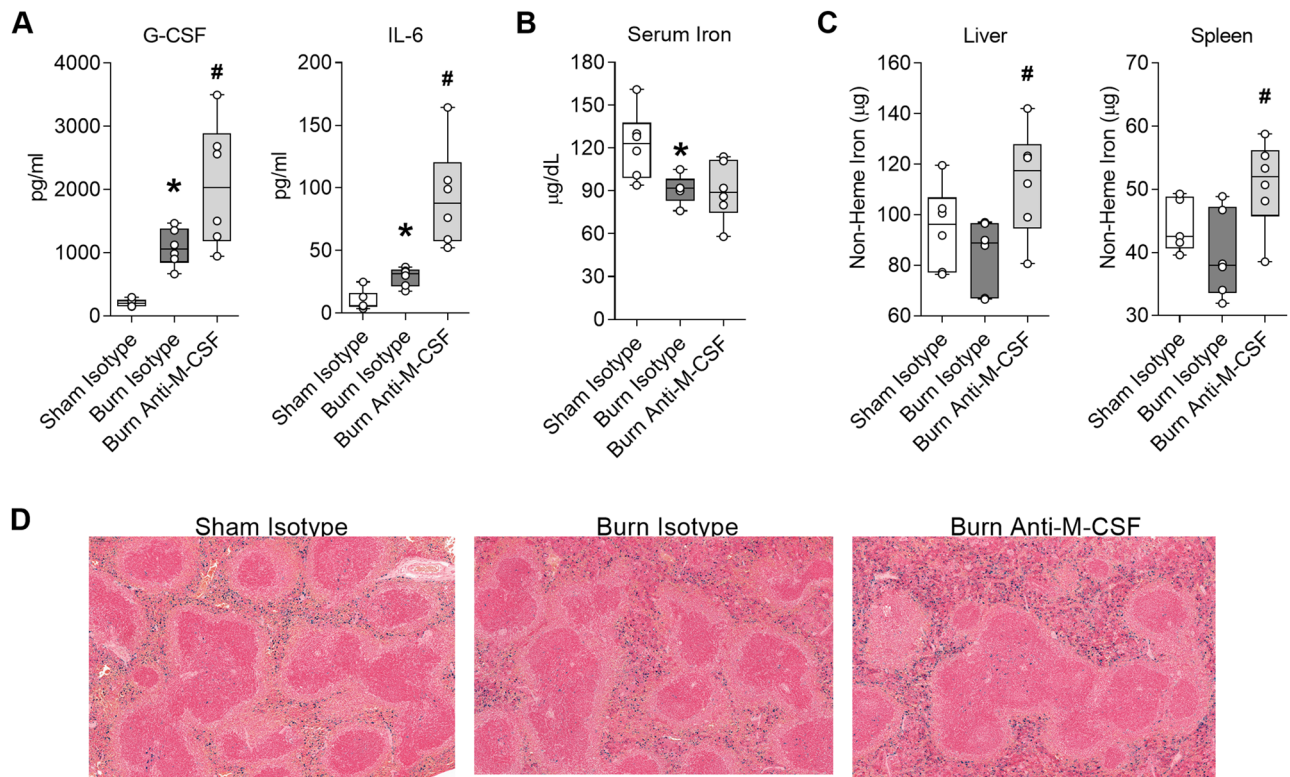 A
G-CSF
4000
3000
2000
1000
0
pg/ml
*
#
Sham Isotype
Burn Isotype
Burn Anti-M-CSF
IL-6
200
150
100
50
0
pg/ml
*
#
Sham Isotype
Burn Isotype
Burn Anti-M-CSF
B
Serum Iron
180
150
120
90
60
30
0
µg/dL
*
Sham Isotype
Burn Isotype
Burn Anti-M-CSF
C
Liver
160
140
120
100
80
60
Non-Heme Iron (µg)
#
Sham Isotype
Burn Isotype
Burn Anti-M-CSF
Spleen
70
60
50
40
30
Non-Heme Iron (µg)
#
Sham Isotype
Burn Isotype
Burn Anti-M-CSF
D
Sham Isotype
Burn Isotype
Burn Anti-M-CSF